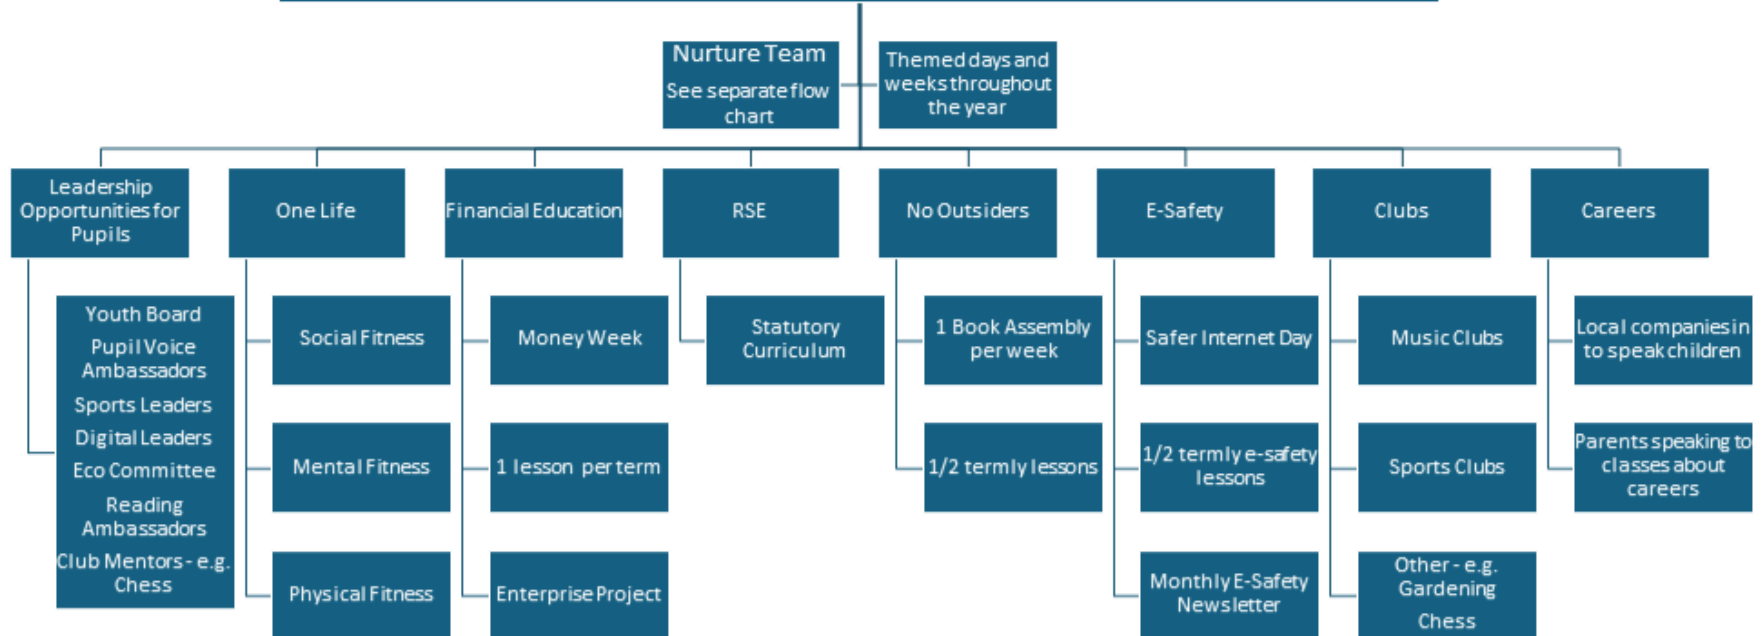 Nurture Team
See separate flow
chart
Themed days and
weeks throughout
the year
Leadership
Opportunities for
Pupils
One Life
Financial Education
RSE
No Outsiders
E-Safety
Clubs
Careers
Youth Board
Pupil Voice
Ambassadors
Sports Leaders
Digital Leaders
Eco Committee
Reading
Ambassadors
Club Mentors - e.g.
Chess
Social Fitness
Mental Fitness
Physical Fitness
Money Week
1 lesson per term
Enterprise Project
Statutory
Curriculum
1 Book Assembly
per week
1/2 termly lessons
Safer Internet Day
1/2 termly e-safety
lessons
Monthly E-Safety
Newsletter
Music Clubs
Sports Clubs
Other - e.g.
Gardening
Chess
Local companies in
to speak children
Parents speaking to
classes about
careers